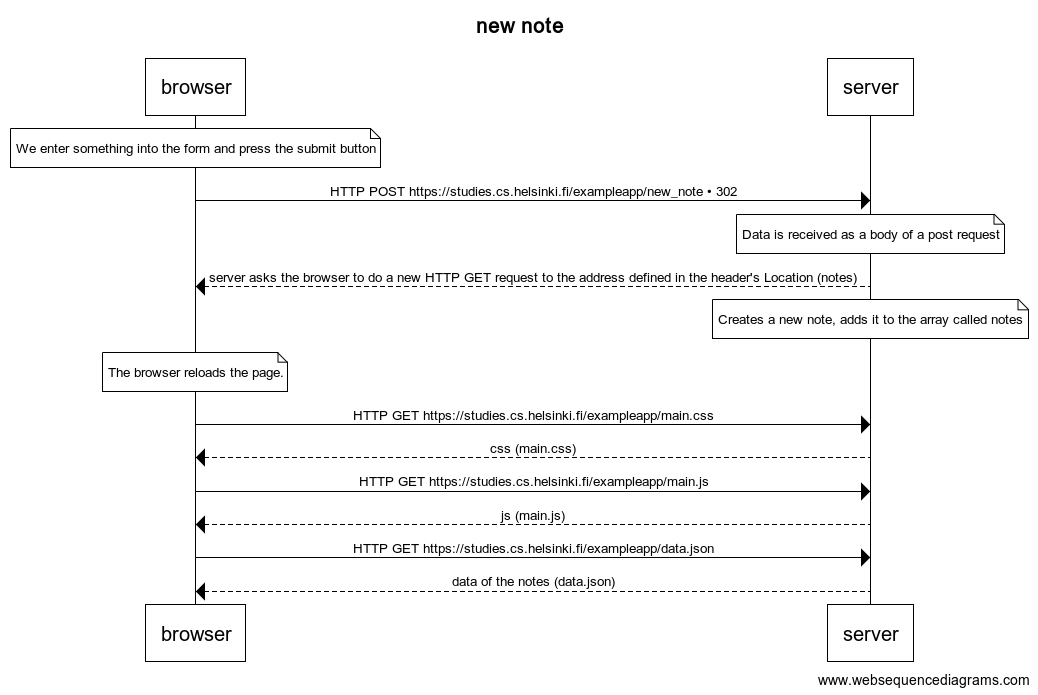 new note
browser
server
We enter something into the form and press the submit button
HTTP POST https://studies.cs.helsinki.fi/exampleapp/new_note • 302
Data is received as a body of a post request
server asks the browser to do a new HTTP GET request to the address defined in the header's Location (notes)
Creates a new note, adds it to the array called notes
The browser reloads the page.
HTTP GET https://studies.cs.helsinki.fi/exampleapp/main.css
css (main.css)
HTTP GET https://studies.cs.helsinki.fi/exampleapp/main.js
js (main.js)
HTTP GET https://studies.cs.helsinki.fi/exampleapp/data.json
data of the notes (data.json)
browser
server
www.websequencediagrams.com